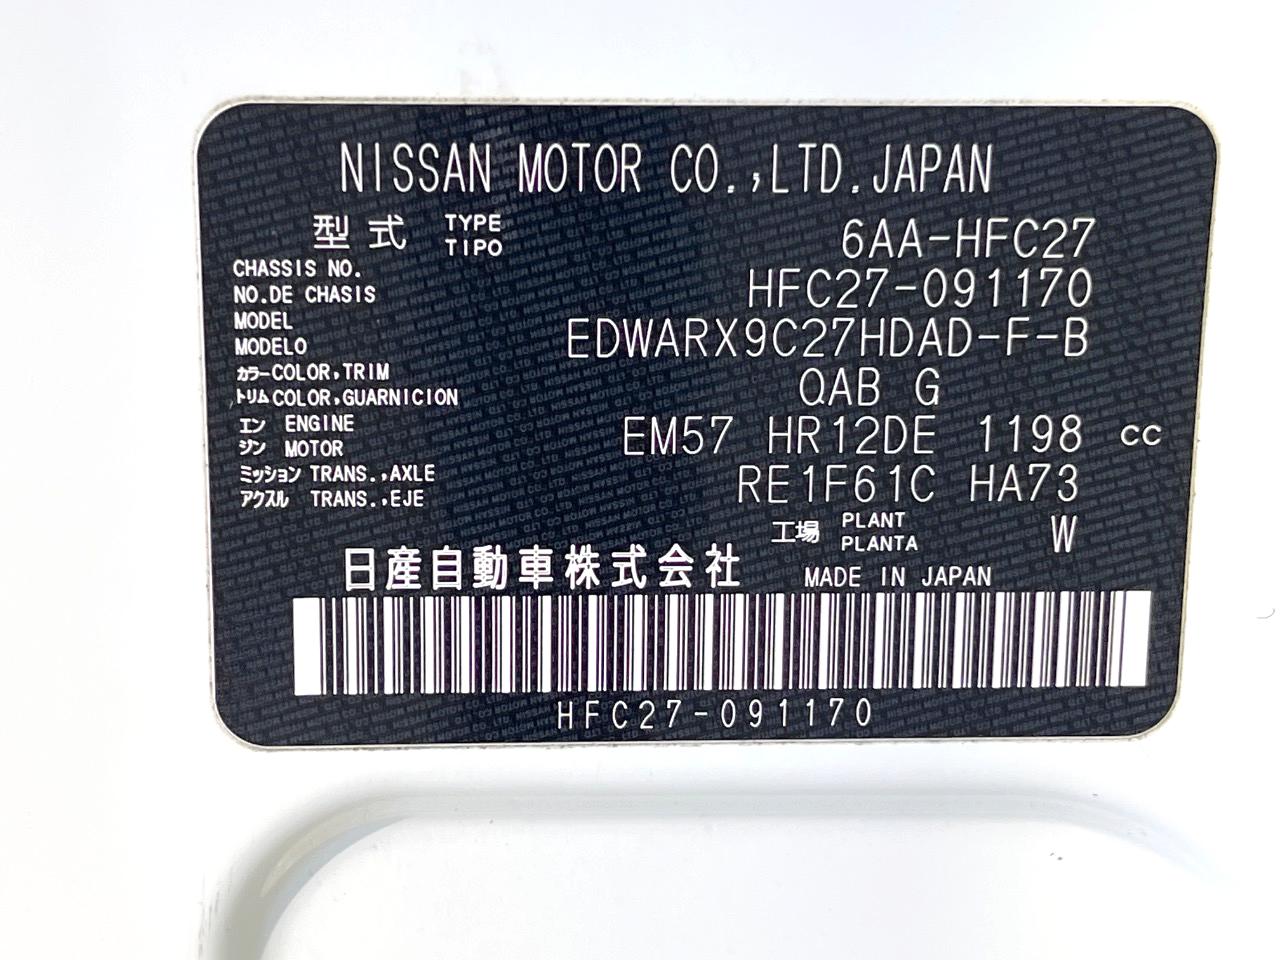 NISSAN MOTOR CO.,LTD.JAPAN
型式 TYPE TIPO 6AA-HFC27
CHASSIS NO.
NO.DE CHASIS HFC27-091170
MODEL
MODELO EDWARX9C27HDAD-F-B
カラー COLOR,TRIM
トリム COLOR,GUARNICION QAB G
エン ENGINE
ジン MOTOR EM57 HR12DE 1198 cc
ミッション TRANS.,AXLE
アクスル TRANS.,EJE RE1F61C HA73
工場 PLANT PLANTA W
日産自動車株式会社 MADE IN JAPAN
HFC27-091170